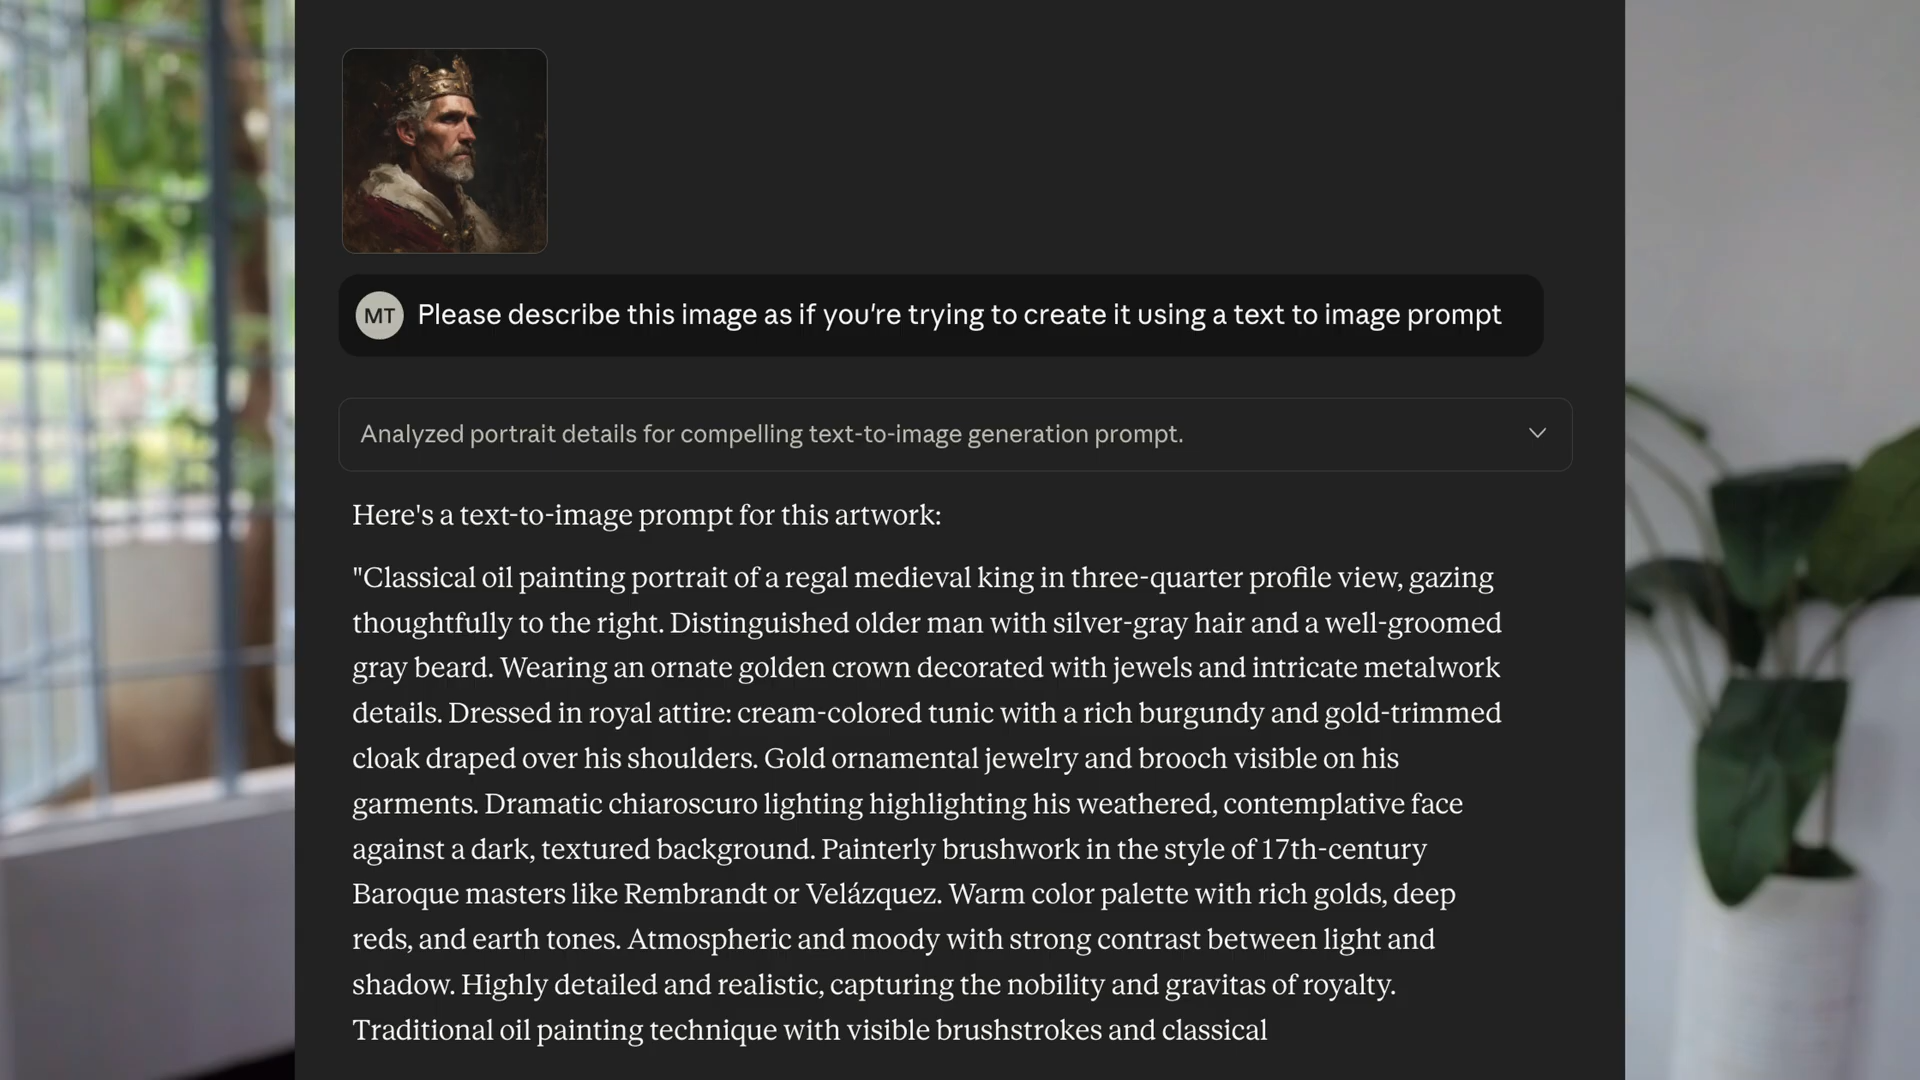 MT Please describe this image as if you're trying to create it using a text to image prompt
Analyzed portrait details for compelling text-to-image generation prompt.
Here's a text-to-image prompt for this artwork:
"Classical oil painting portrait of a regal medieval king in three-quarter profile view, gazing
thoughtfully to the right. Distinguished older man with silver-gray hair and a well-groomed
gray beard. Wearing an ornate golden crown decorated with jewels and intricate metalwork
details. Dressed in royal attire: cream-colored tunic with a rich burgundy and gold-trimmed
cloak draped over his shoulders. Gold ornamental jewelry and brooch visible on his
garments. Dramatic chiaroscuro lighting highlighting his weathered, contemplative face
against a dark, textured background. Painterly brushwork in the style of 17th-century
Baroque masters like Rembrandt or Velázquez. Warm color palette with rich golds, deep
reds, and earth tones. Atmospheric and moody with strong contrast between light and
shadow. Highly detailed and realistic, capturing the nobility and gravitas of royalty.
Traditional oil painting technique with visible brushstrokes and classical